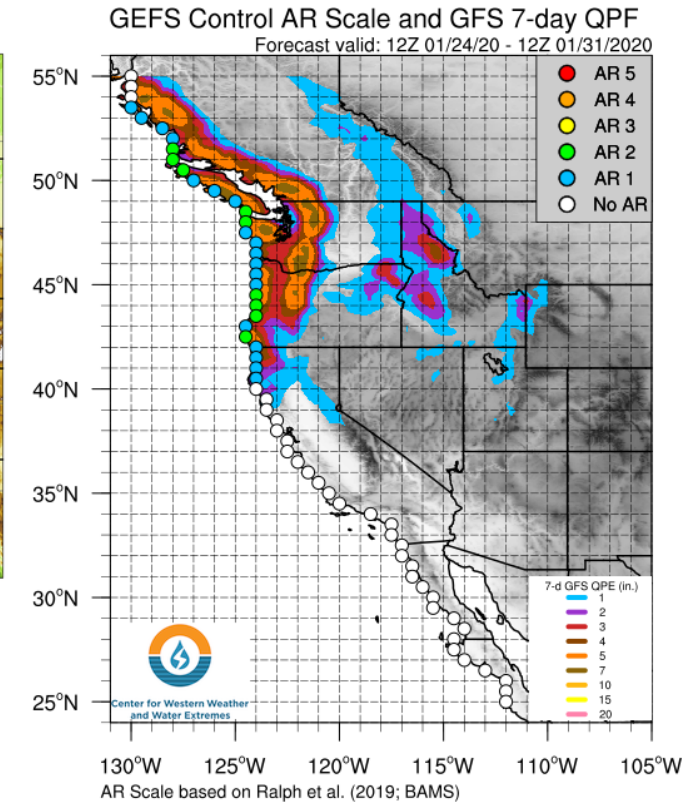 GEFS Control AR Scale and GFS 7-day QPF
Forecast valid: 12Z 01/24/20 - 12Z 01/31/2020
55°N
50°N
45°N
40°N
35°N
30°N
25°N
AR 5
AR 4
AR 3
AR 2
AR 1
No AR
7-d GFS QPE (in.)
1
2
3
4
5
7
10
15
20
Center for Western Weather
and Water Extremes
130°W 125°W 120°W 115°W 110°W 105°W
AR Scale based on Ralph et al. (2019; BAMS)